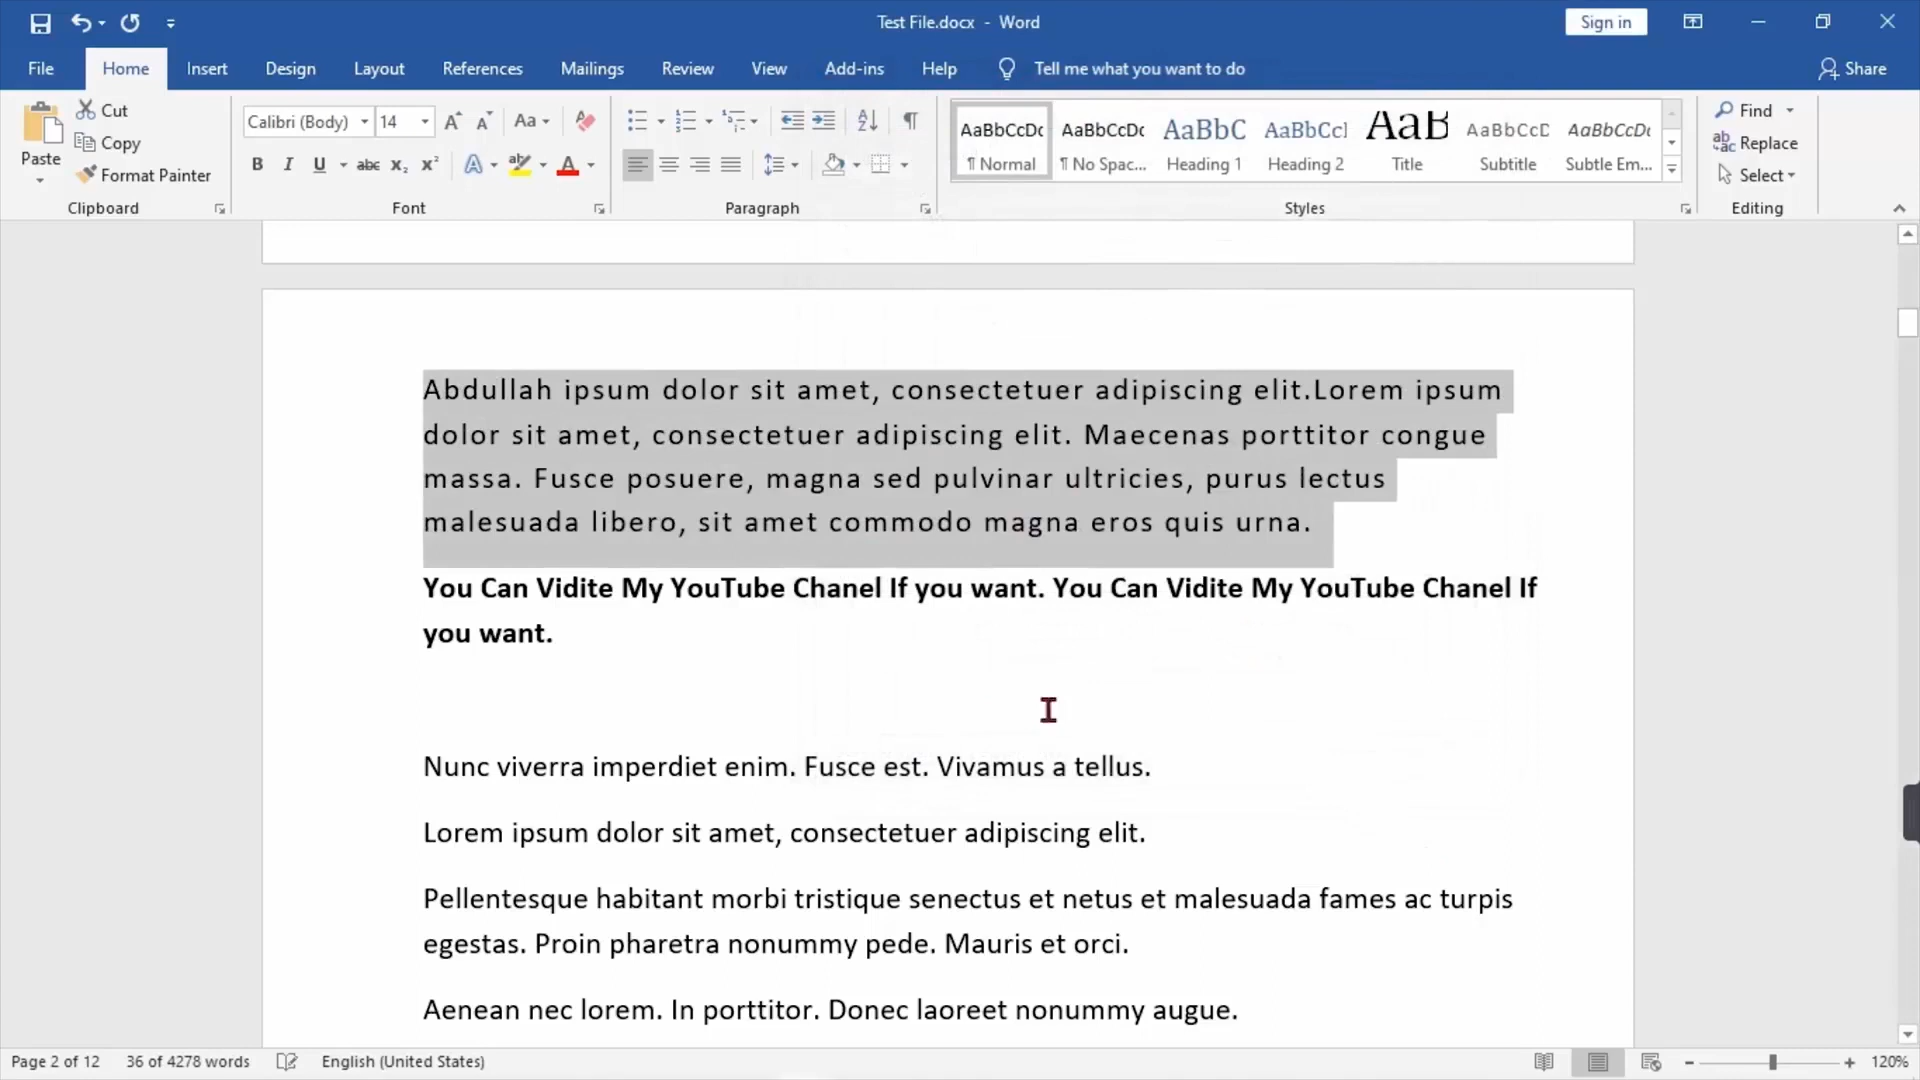 Test File.docx - Word
Sign in
File Home Insert Design Layout References Mailings Review View Add-ins Help Tell me what you want to do Share
Paste
Cut
Copy
Format Painter
Clipboard
Calibri (Body) 14 A A Aa
B I U abc x₂ x² A A
Font
Paragraph
AaBbCcDc AaBbCcDc AaBbC AaBbCcl AaB AaBbCcD AaBbCcDc
¶ Normal ¶ No Spac... Heading 1 Heading 2 Title Subtitle Subtle Em...
Styles
Find
Replace
Select
Editing
Abdullah ipsum dolor sit amet, consectetuer adipiscing elit.Lorem ipsum
dolor sit amet, consectetuer adipiscing elit. Maecenas porttitor congue
massa. Fusce posuere, magna sed pulvinar ultricies, purus lectus
malesuada libero, sit amet commodo magna eros quis urna.
You Can Vidite My YouTube Chanel If you want. You Can Vidite My YouTube Chanel If
you want.
Nunc viverra imperdiet enim. Fusce est. Vivamus a tellus.
Lorem ipsum dolor sit amet, consectetuer adipiscing elit.
Pellentesque habitant morbi tristique senectus et netus et malesuada fames ac turpis
egestas. Proin pharetra nonummy pede. Mauris et orci.
Aenean nec lorem. In porttitor. Donec laoreet nonummy augue.
Page 2 of 12 36 of 4278 words English (United States) 120%